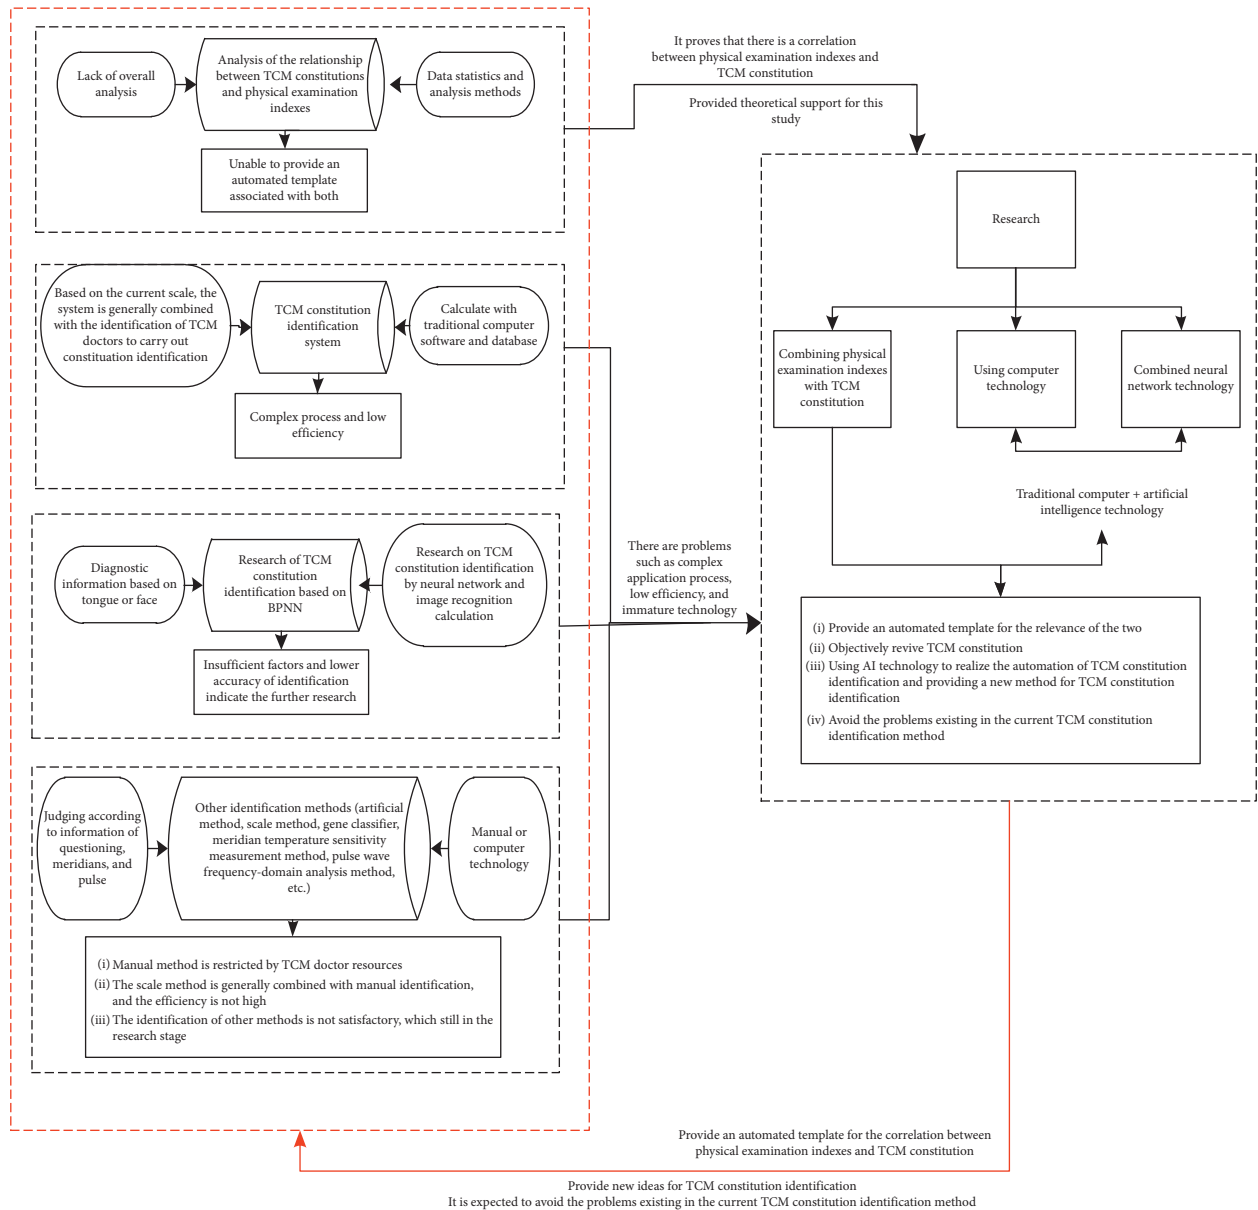 Lack of overall
analysis
Analysis of the relationship
between TCM constitutions
and physical examination
indexes
Data statistics and
analysis methods
Unable to provide an
automated template
associated with both
It proves that there is a correlation
between physical examination indexes and
TCM constitution
Provided theoretical support for this
study
Based on the current scale, the
system is generally combined
with the identification of TCM
doctors to carry out
constituation identification
TCM constitution
identification
system
Calculate with
traditional computer
software and database
Complex process and low
efficiency
Diagnostic
information based on
tongue or face
Research of TCM
constitution
identification based on
BPNN
Research on TCM
constitution identification
by neural network and
image recognition
calculation
Insufficient factors and lower
accuracy of identification
indicate the further research
Judging according
to information of
questioning,
meridians, and
pulse
Other identification methods (artificial
method, scale method, gene classifier,
meridian temperature sensitivity
measurement method, pulse wave
frequency-domain analysis method,
etc.)
Manual or
computer
technology
(i) Manual method is restricted by TCM doctor resources
(ii) The scale method is generally combined with manual identification,
and the efficiency is not high
(iii) The identification of other methods is not satisfactory, which still in the
research stage
There are problems
such as complex
application process,
low efficiency, and
immature technology
Research
Combining physical
examination indexes
with TCM
constitution
Using computer
technology
Combined neural
network technology
Traditional computer + artificial
intelligence technology
(i) Provide an automated template for the relevance of the two
(ii) Objectively revive TCM constitution
(iii) Using AI technology to realize the automation of TCM constitution
identification and providing a new method for TCM constitution
identification
(iv) Avoid the problems existing in the current TCM constitution
identification method
Provide an automated template for the correlation between
physical examination indexes and TCM constitution
Provide new ideas for TCM constitution identification
It is expected to avoid the problems existing in the current TCM constitution identification method